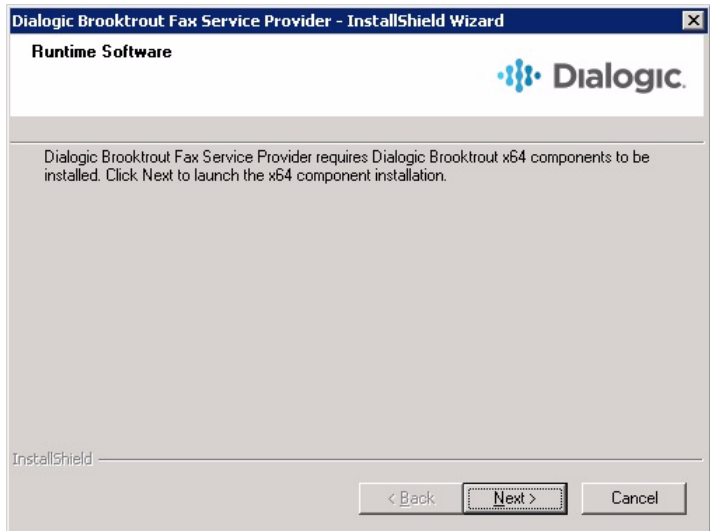 Dialogic Brooktrout Fax Service Provider - InstallShield Wizard
Runtime Software
Dialogic.
Dialogic Brooktrout Fax Service Provider requires Dialogic Brooktrout x64 components to be
installed. Click Next to launch the x64 component installation.
InstallShield
< Back
Next >
Cancel